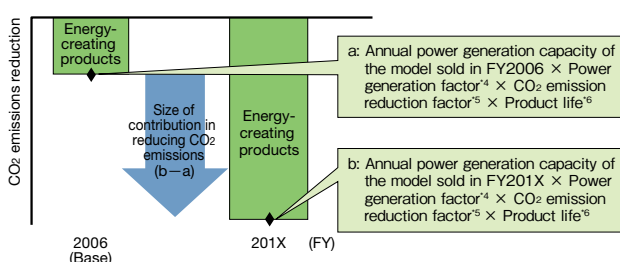 CO2 emissions reduction
Energy-
creating
products
Size of
contribution in
reducing CO2
emissions
(b—a)
Energy-
creating
products
a: Annual power generation capacity of
the model sold in FY2006 × Power
generation factor*4 × CO2 emission
reduction factor*5 × Product life*6
b: Annual power generation capacity of
the model sold in FY201X × Power
generation factor*4 × CO2 emission
reduction factor*5 × Product life*6
2006
(Base)
201X
(FY)